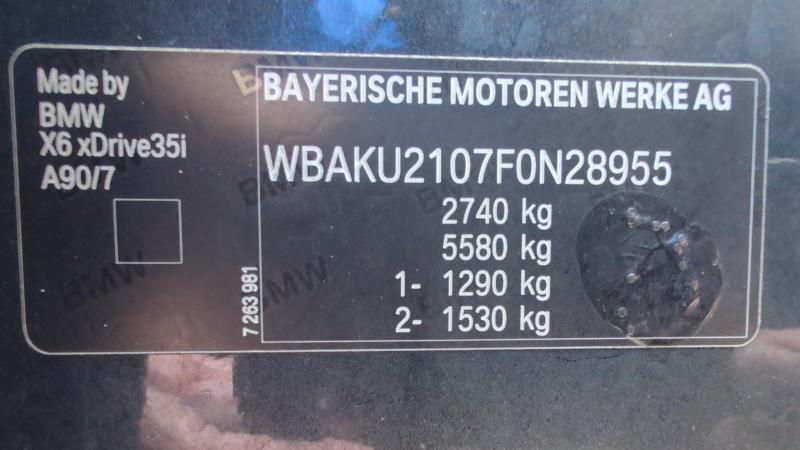 Made by
BMW
X6 xDrive35i
A90/7
7 263 981
BAYERISCHE MOTOREN WERKE AG
WBAKU2107F0N28955
2740 kg
5580 kg
1- 1290 kg
2- 1530 kg